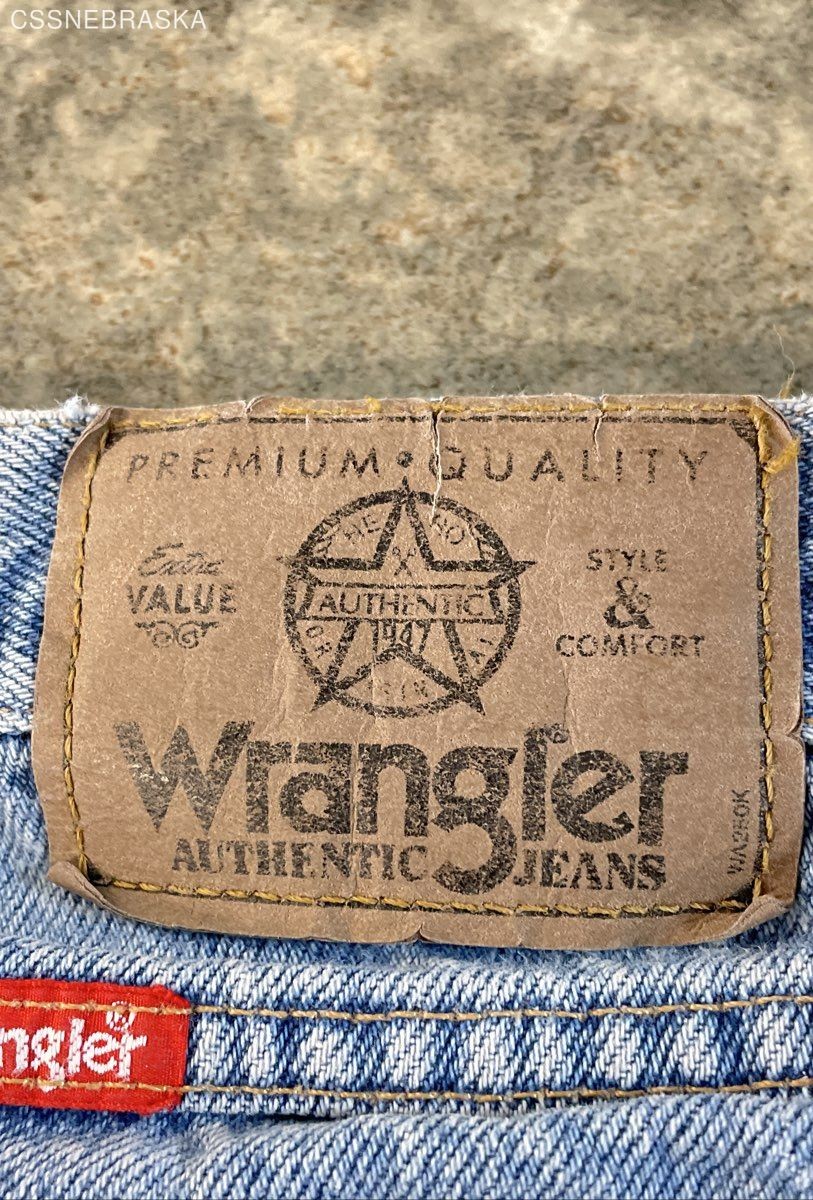 CSSNEBRASKA
PREMIUM • QUALITY
Extra
VALUE
AUTHENTIC
1947
STYLE
&
COMFORT
Wrangler
AUTHENTIC JEANS
ngler®